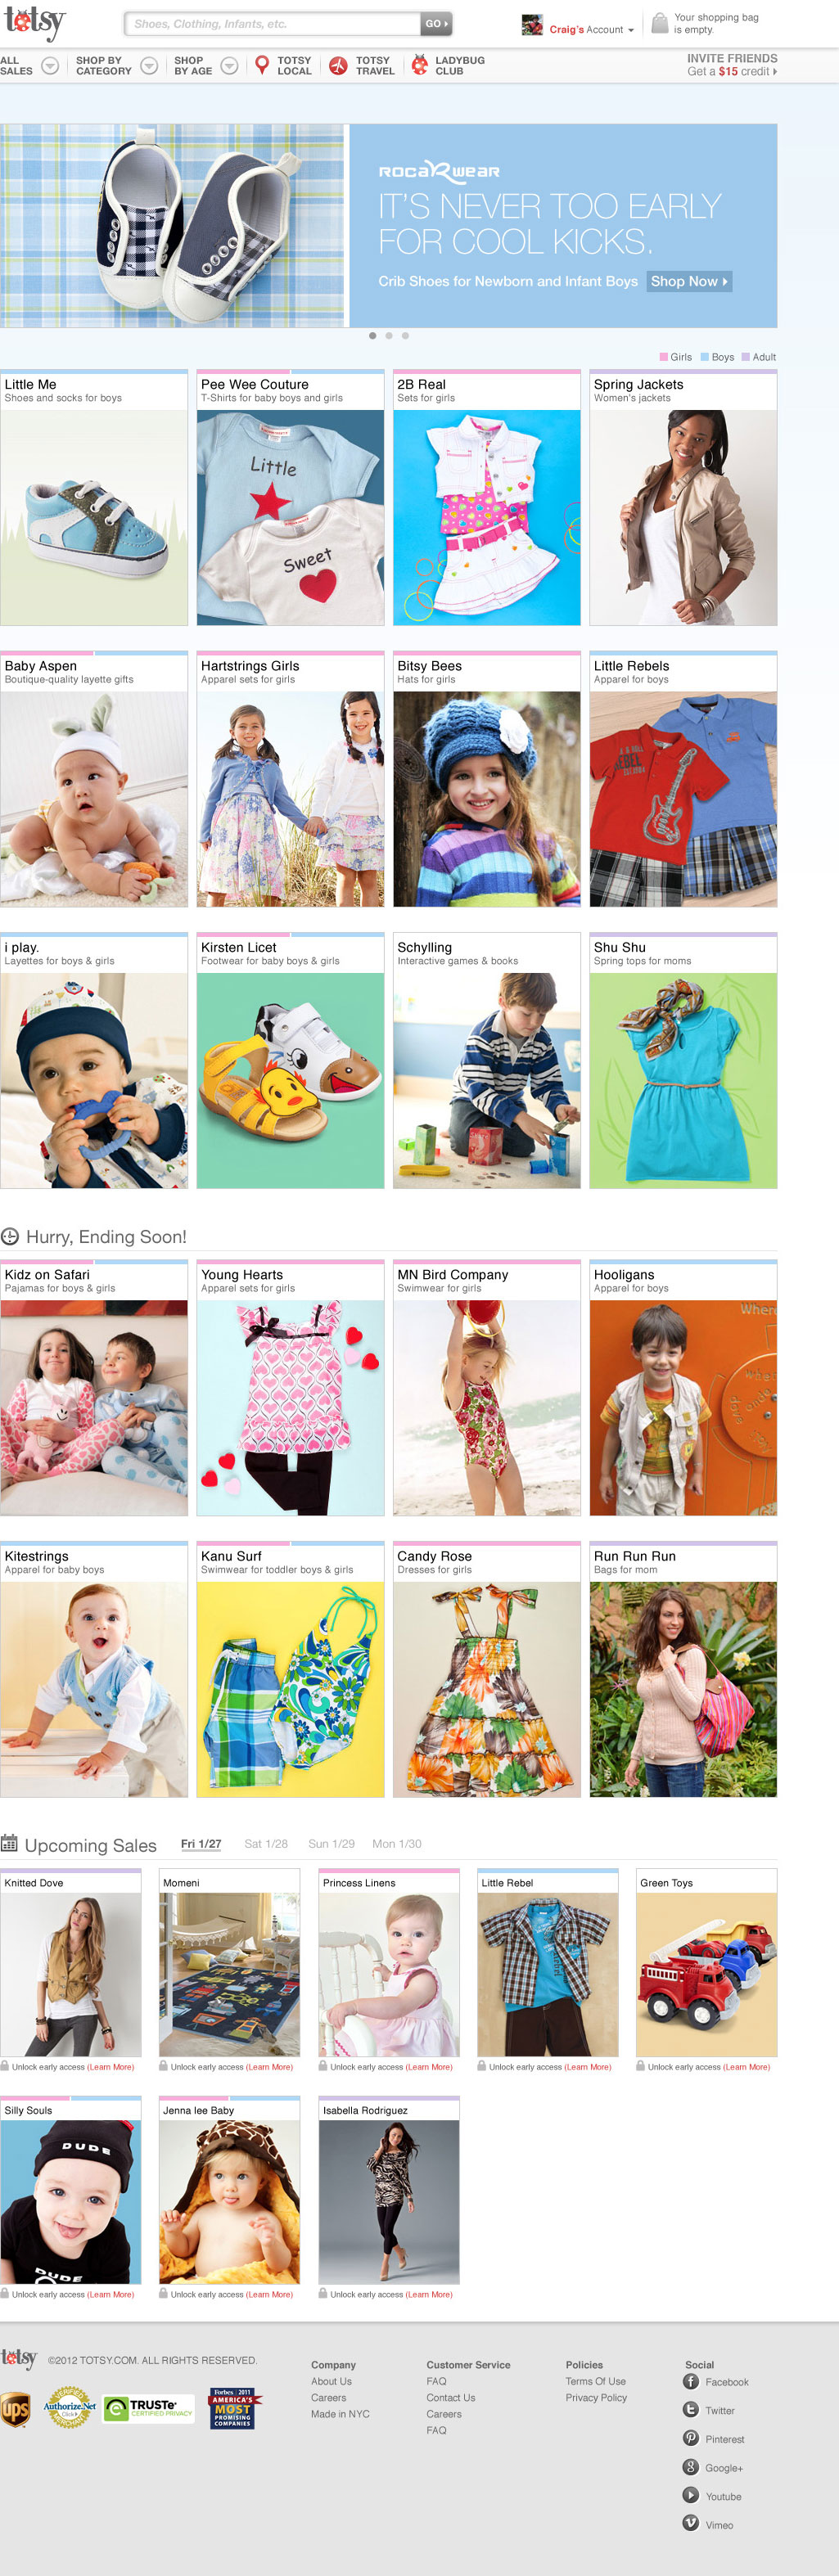 totsy
Shoes, Clothing, Infants, etc.
GO
Craig's Account
Your shopping bag
is empty.
ALL
SALES
SHOP BY
CATEGORY
SHOP
BY AGE
TOTSY
LOCAL
TOTSY
TRAVEL
LADYBUG
CLUB
INVITE FRIENDS
Get a $15 credit
ROCAWEAR
IT'S NEVER TOO EARLY
FOR COOL KICKS.
Crib Shoes for Newborn and Infant Boys
Shop Now
Girls
Boys
Adult
Little Me
Shoes and socks for boys
Pee Wee Couture
T-Shirts for baby boys and girls
Little
Sweet
2B Real
Sets for girls
Spring Jackets
Women's jackets
Baby Aspen
Boutique-quality layette gifts
Hartstrings Girls
Apparel sets for girls
Bitsy Bees
Hats for girls
Little Rebels
Apparel for boys
i play.
Layettes for boys & girls
Kirsten Licet
Footwear for baby boys & girls
Schylling
Interactive games & books
Shu Shu
Spring tops for moms
Hurry, Ending Soon!
Kidz on Safari
Pajamas for boys & girls
Young Hearts
Apparel sets for girls
MN Bird Company
Swimwear for girls
Hooligans
Apparel for boys
Kitestrings
Apparel for baby boys
Kanu Surf
Swimwear for toddler boys & girls
Candy Rose
Dresses for girls
Run Run Run
Bags for mom
Upcoming Sales
Fri 1/27
Sat 1/28
Sun 1/29
Mon 1/30
Knitted Dove
Unlock early access (Learn More)
Momeni
Unlock early access (Learn More)
Princess Linens
Unlock early access (Learn More)
Little Rebel
Unlock early access (Learn More)
Green Toys
Unlock early access (Learn More)
Silly Souls
DUDE
DUDE
Unlock early access (Learn More)
Jenna lee Baby
Unlock early access (Learn More)
Isabella Rodriguez
Unlock early access (Learn More)
totsy
©2012 TOTSY.COM. ALL RIGHTS RESERVED.
ups
Authorize.Net
Click
TRUSTe
CERTIFIED PRIVACY
Forbes 2011
AMERICA'S
MOST
PROMISING
COMPANIES
Company
About Us
Careers
Made in NYC
Customer Service
FAQ
Contact Us
Careers
FAQ
Policies
Terms Of Use
Privacy Policy
Social
Facebook
Twitter
Pinterest
Google+
Youtube
Vimeo